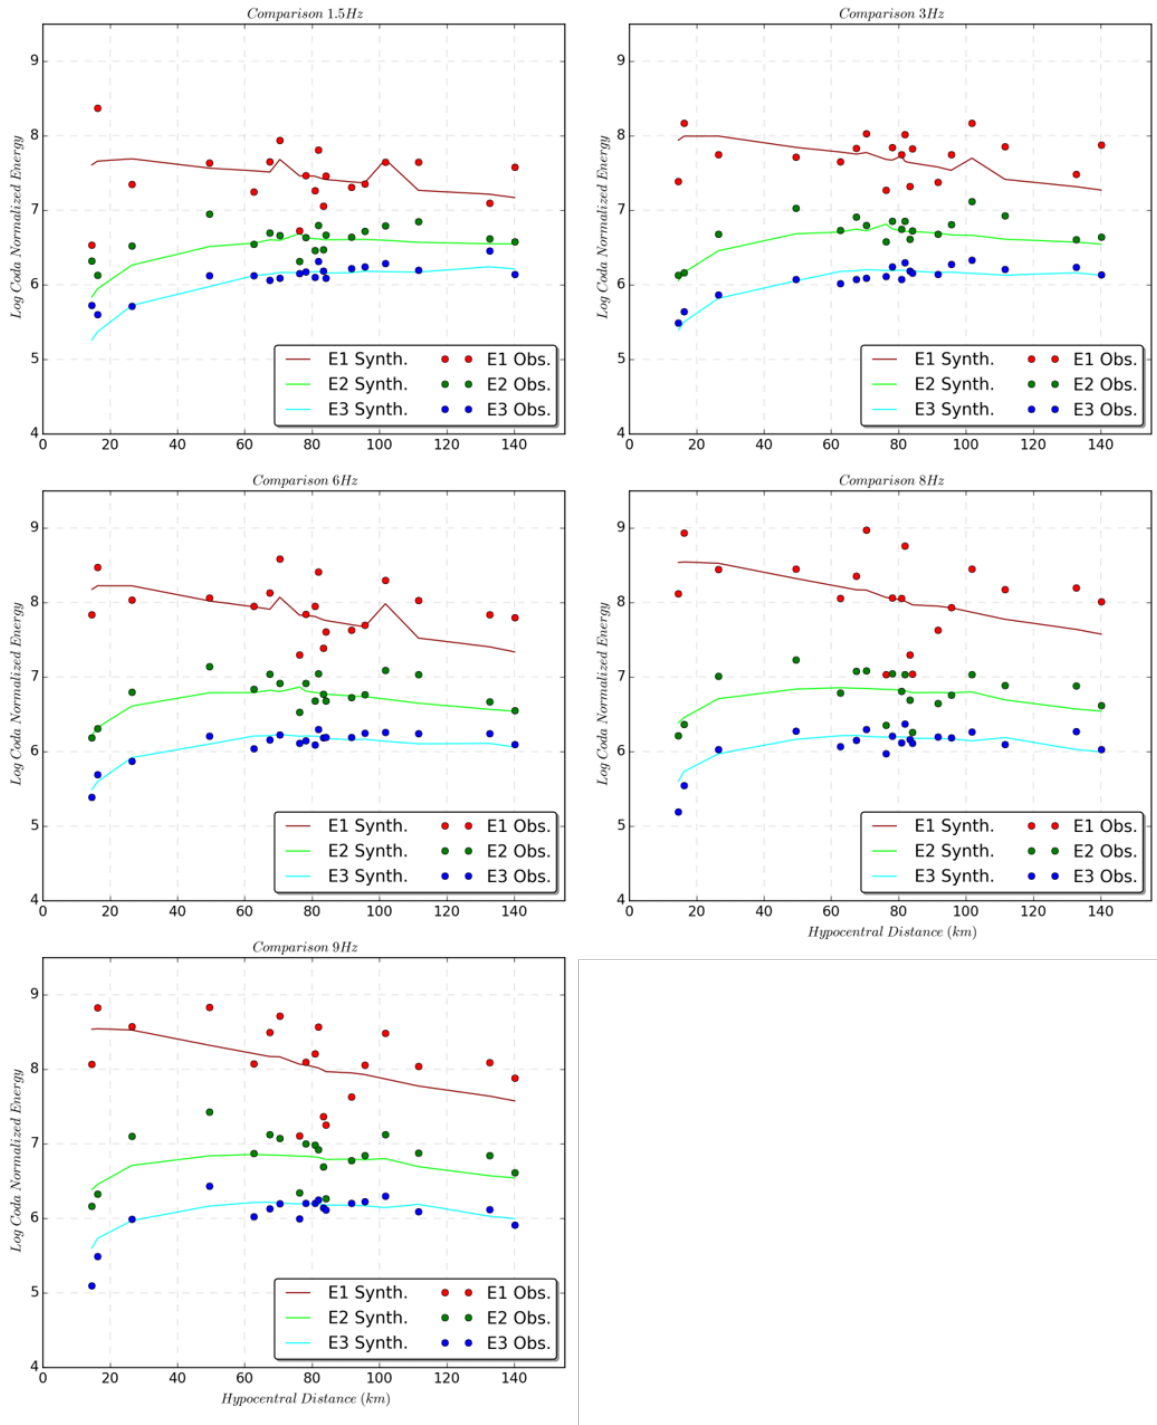 Comparison 1.5Hz
Log Coda Normalized Energy
9
8
7
6
5
4
0 20 40 60 80 100 120 140
E1 Synth. E1 Obs.
E2 Synth. E2 Obs.
E3 Synth. E3 Obs.
Comparison 3Hz
Log Coda Normalized Energy
9
8
7
6
5
4
0 20 40 60 80 100 120 140
E1 Synth. E1 Obs.
E2 Synth. E2 Obs.
E3 Synth. E3 Obs.
Comparison 6Hz
Log Coda Normalized Energy
9
8
7
6
5
4
0 20 40 60 80 100 120 140
E1 Synth. E1 Obs.
E2 Synth. E2 Obs.
E3 Synth. E3 Obs.
Comparison 8Hz
Log Coda Normalized Energy
9
8
7
6
5
4
0 20 40 60 80 100 120 140
E1 Synth. E1 Obs.
E2 Synth. E2 Obs.
E3 Synth. E3 Obs.
Hypocentral Distance (km)
Comparison 9Hz
Log Coda Normalized Energy
9
8
7
6
5
4
0 20 40 60 80 100 120 140
E1 Synth. E1 Obs.
E2 Synth. E2 Obs.
E3 Synth. E3 Obs.
Hypocentral Distance (km)